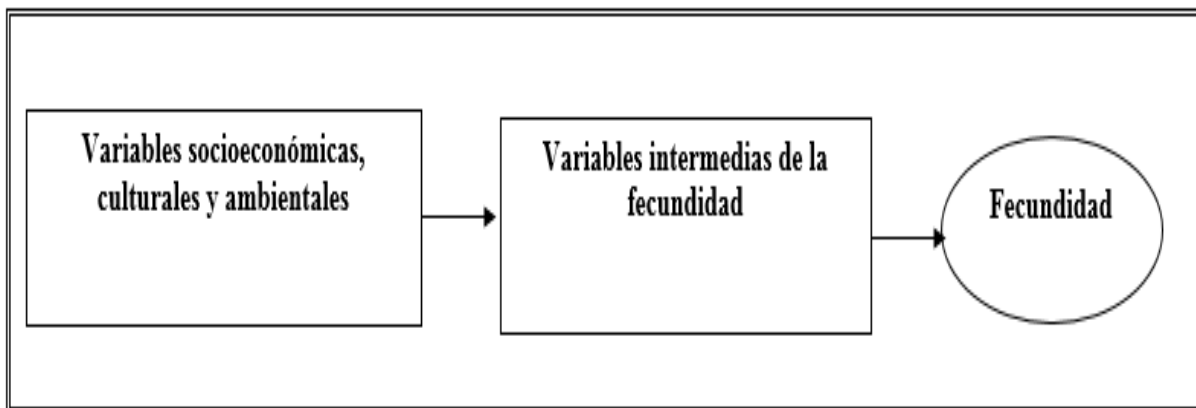 Variables socioeconómicas,
culturales y ambientales
Variables intermedias de la
fecundidad
Fecundidad